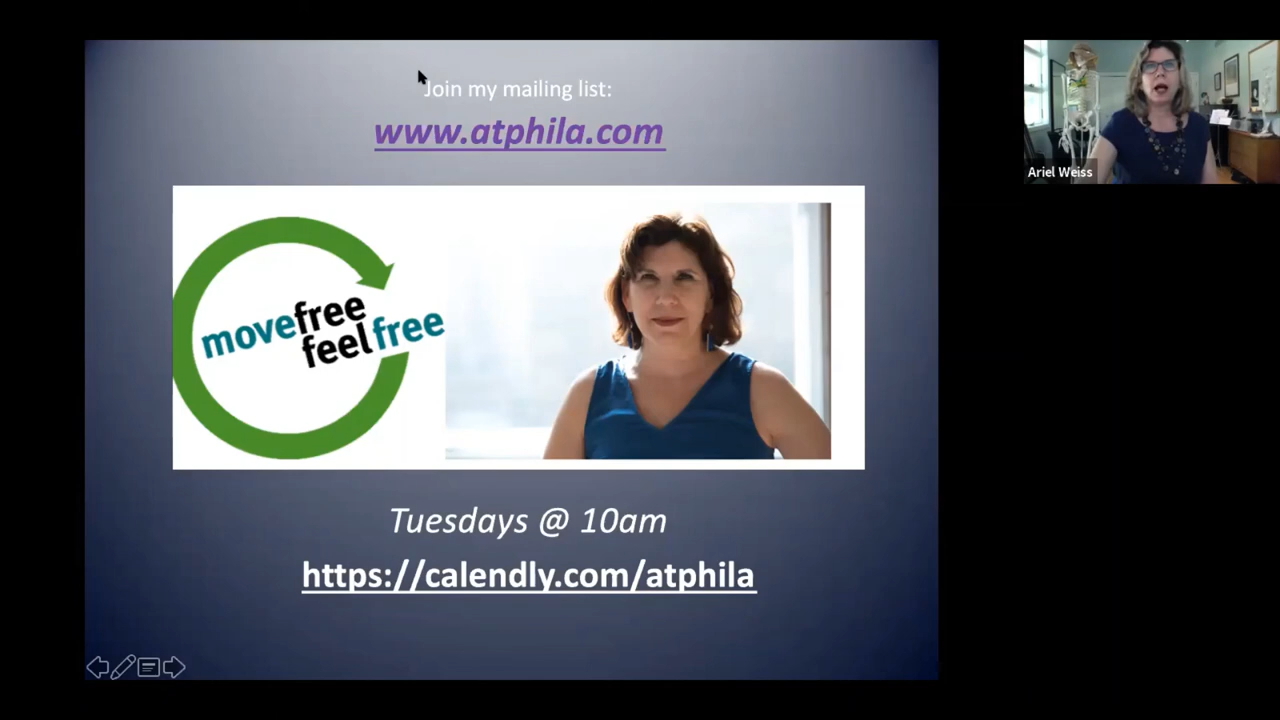 Join my mailing list:
www.atphila.com
movefree
feelfree
Tuesdays @ 10am
https://calendly.com/atphila
Ariel Weiss